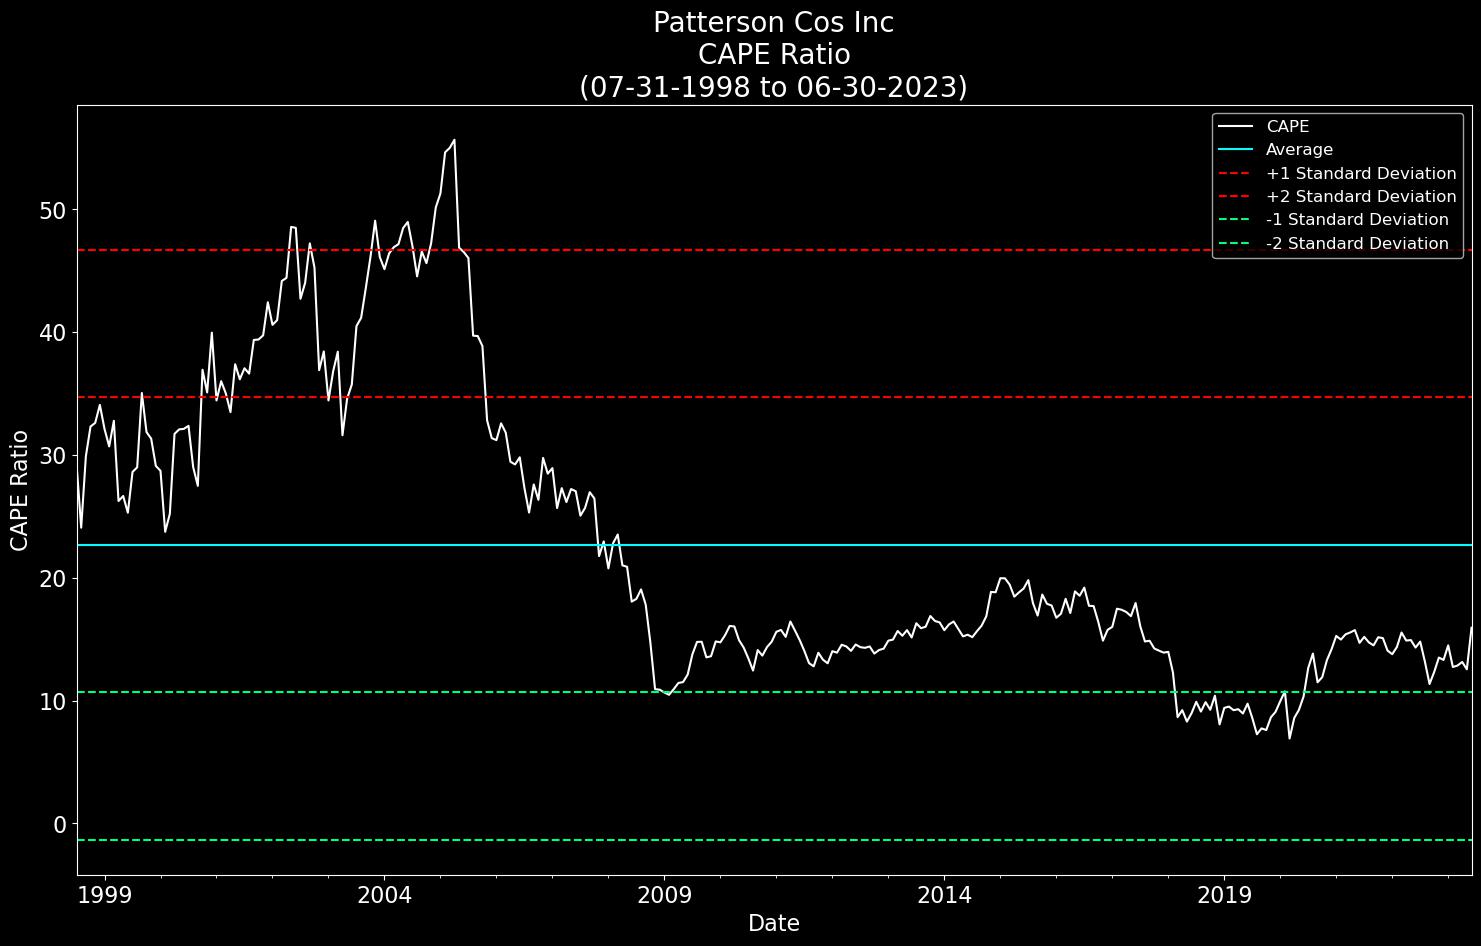 Patterson Cos Inc
CAPE Ratio
(07-31-1998 to 06-30-2023)
CAPE
Average
+1 Standard Deviation
+2 Standard Deviation
-1 Standard Deviation
-2 Standard Deviation
50
40
30
20
10
0
CAPE Ratio
1999 2004 2009 2014 2019
Date